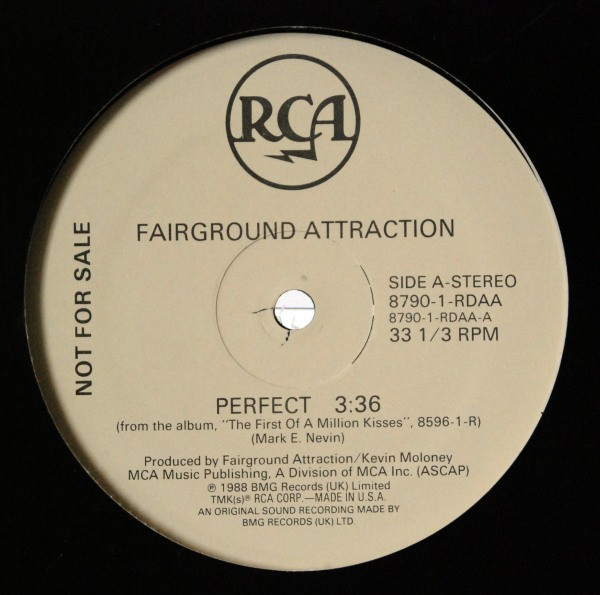 RCA
FAIRGROUND ATTRACTION
NOT FOR SALE
SIDE A-STEREO
8790-1-RDAA
8790-1-RDAA-A
33 1/3 RPM
PERFECT 3:36
(from the album, "The First Of A Million Kisses", 8596-1-R)
(Mark E. Nevin)
Produced by Fairground Attraction/Kevin Moloney
MCA Music Publishing, A Division of MCA Inc. (ASCAP)
℗ 1988 BMG Records (UK) Limited
TMK(s)® RCA CORP.—MADE IN U.S.A.
AN ORIGINAL SOUND RECORDING MADE BY
BMG RECORDS (UK) LTD.